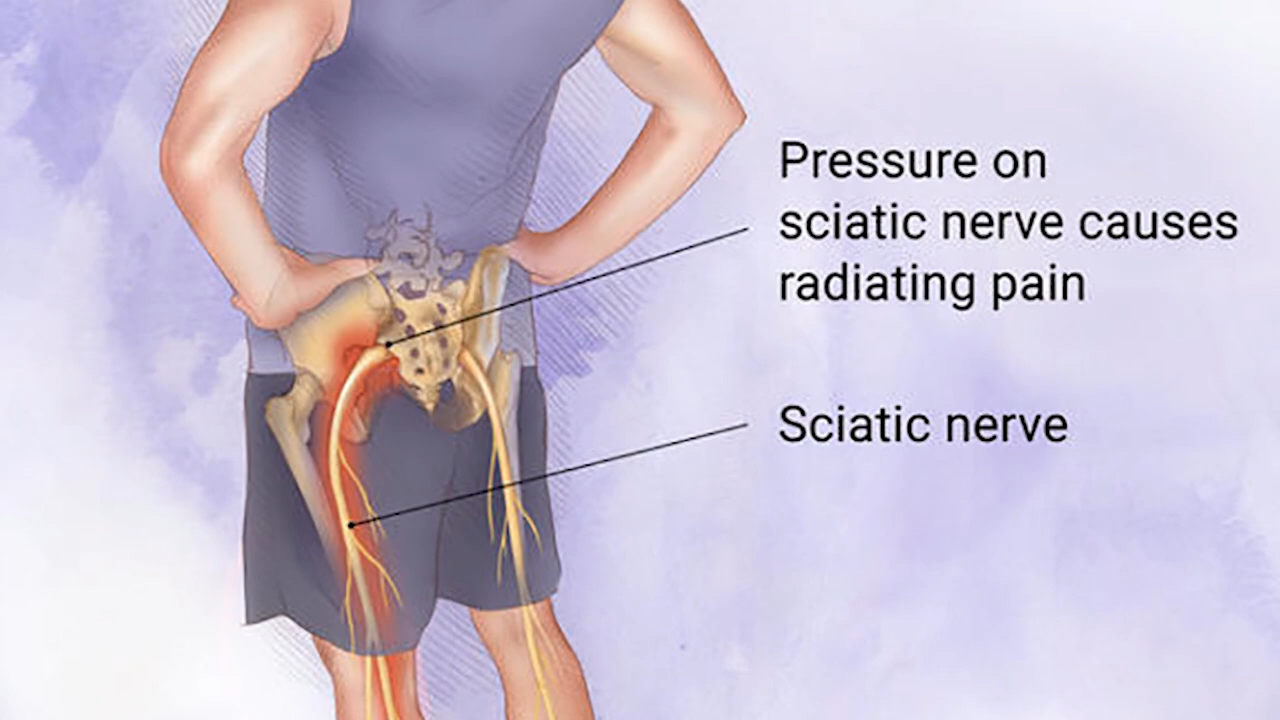 Pressure on
sciatic nerve causes
radiating pain
Sciatic nerve